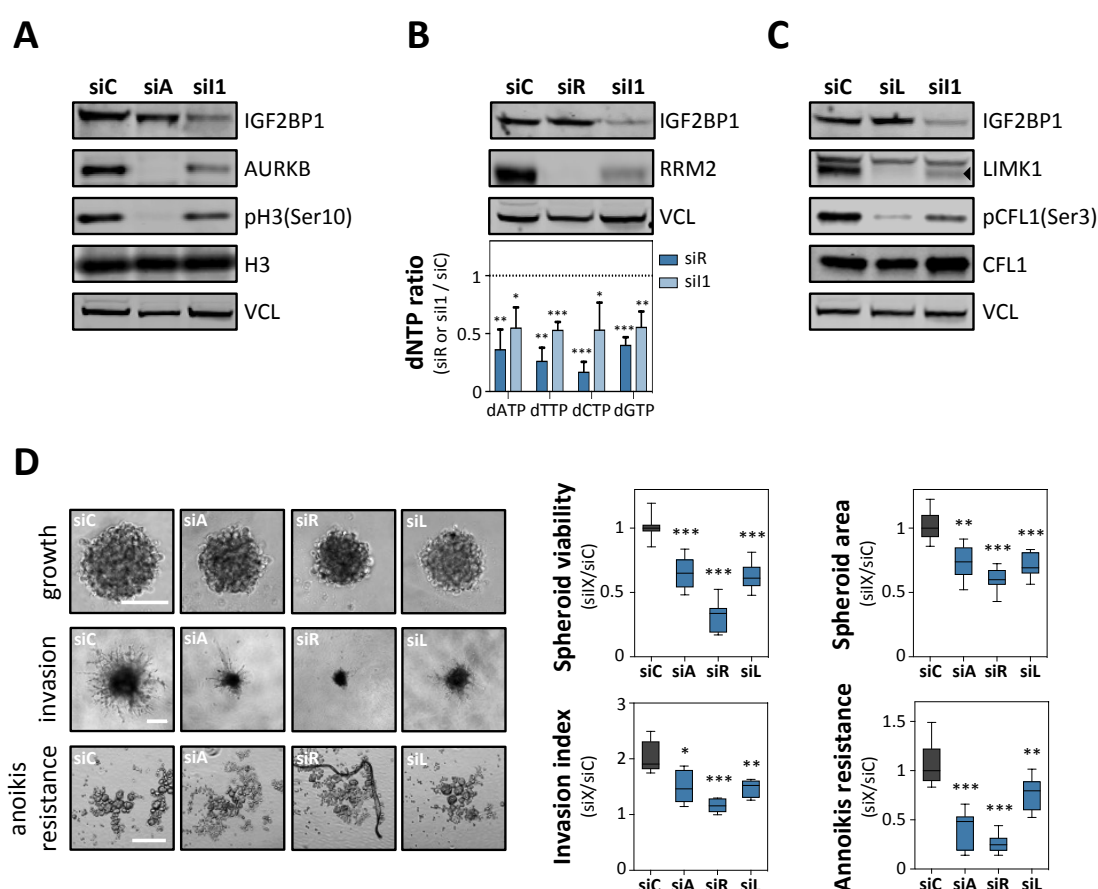 A
siC siA siI1
IGF2BP1
AURKB
pH3(Ser10)
H3
VCL
B
siC siR siI1
IGF2BP1
RRM2
VCL
dNTP ratio
(siR or siI1 / siC)
1
0.5
0
siR
siI1
** * ** *** *** * *** **
dATP dTTP dCTP dGTP
C
siC siL siI1
IGF2BP1
LIMK1
pCFL1(Ser3)
CFL1
VCL
D
growth
siC siA siR siL
invasion
siC siA siR siL
anoikis
resistance
siC siA siR siL
Spheroid viability
(silX/siC)
1
0.5
0
*** *** ***
siC siA siR siL
Spheroid area
(silX/siC)
1
0.5
0
** *** ***
siC siA siR siL
Invasion index
(siX/siC)
3
2
1
0
* *** **
siC siA siR siL
Annoikis resistance
(siX/siC)
1.5
1
0.5
0
*** *** **
siC siA siR siL